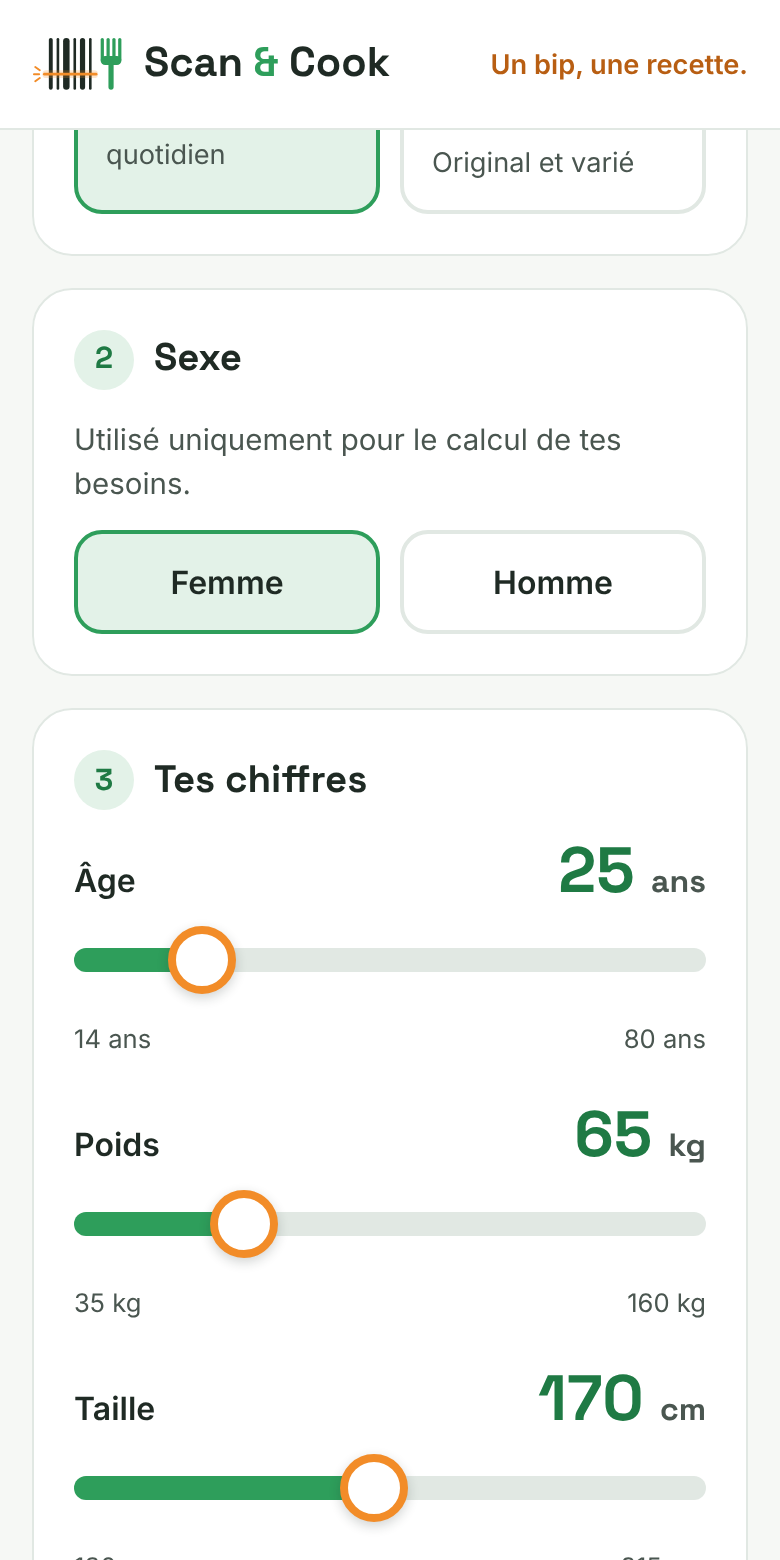 Scan & Cook
Un bip, une recette.
quotidien
Original et varié
2
Sexe
Utilisé uniquement pour le calcul de tes
besoins.
Femme
Homme
3
Tes chiffres
Âge
25 ans
14 ans
80 ans
Poids
65 kg
35 kg
160 kg
Taille
170 cm